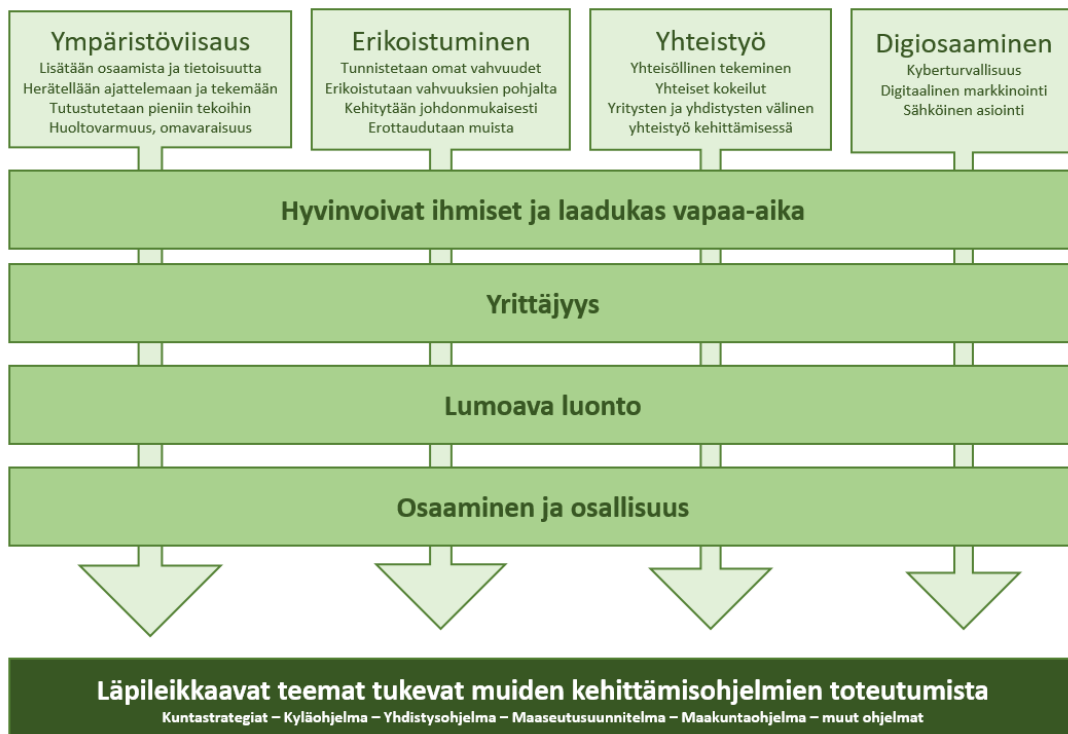 Ympäristöviisaus
Lisätään osaamista ja tietoisuutta
Herätellään ajattelemaan ja tekemään
Tutustutetaan pieniin tekoihin
Huoltovarmuus, omavaraisuus
Erikoistuminen
Tunnistetaan omat vahvuudet
Erikoistutaan vahvuuksien pohjalta
Kehitytään johdonmukaisesti
Erottaudutaan muista
Yhteistyö
Yhteisöllinen tekeminen
Yhteiset kokeilut
Yritysten ja yhdistysten välinen
yhteistyö kehittämisessä
Digiosaaminen
Kyberturvallisuus
Digitaalinen markkinointi
Sähköinen asiointi
Hyvinvoivat ihmiset ja laadukas vapaa-aika
Yrittäjyys
Lumoava luonto
Osaaminen ja osallisuus
Läpileikkaavat teemat tukevat muiden kehittämisohjelmien toteutumista
Kuntastrategiat – Kyläohjelma – Yhdistysohjelma – Maaseutusuunnitelma – Maakuntaohjelma – muut ohjelmat